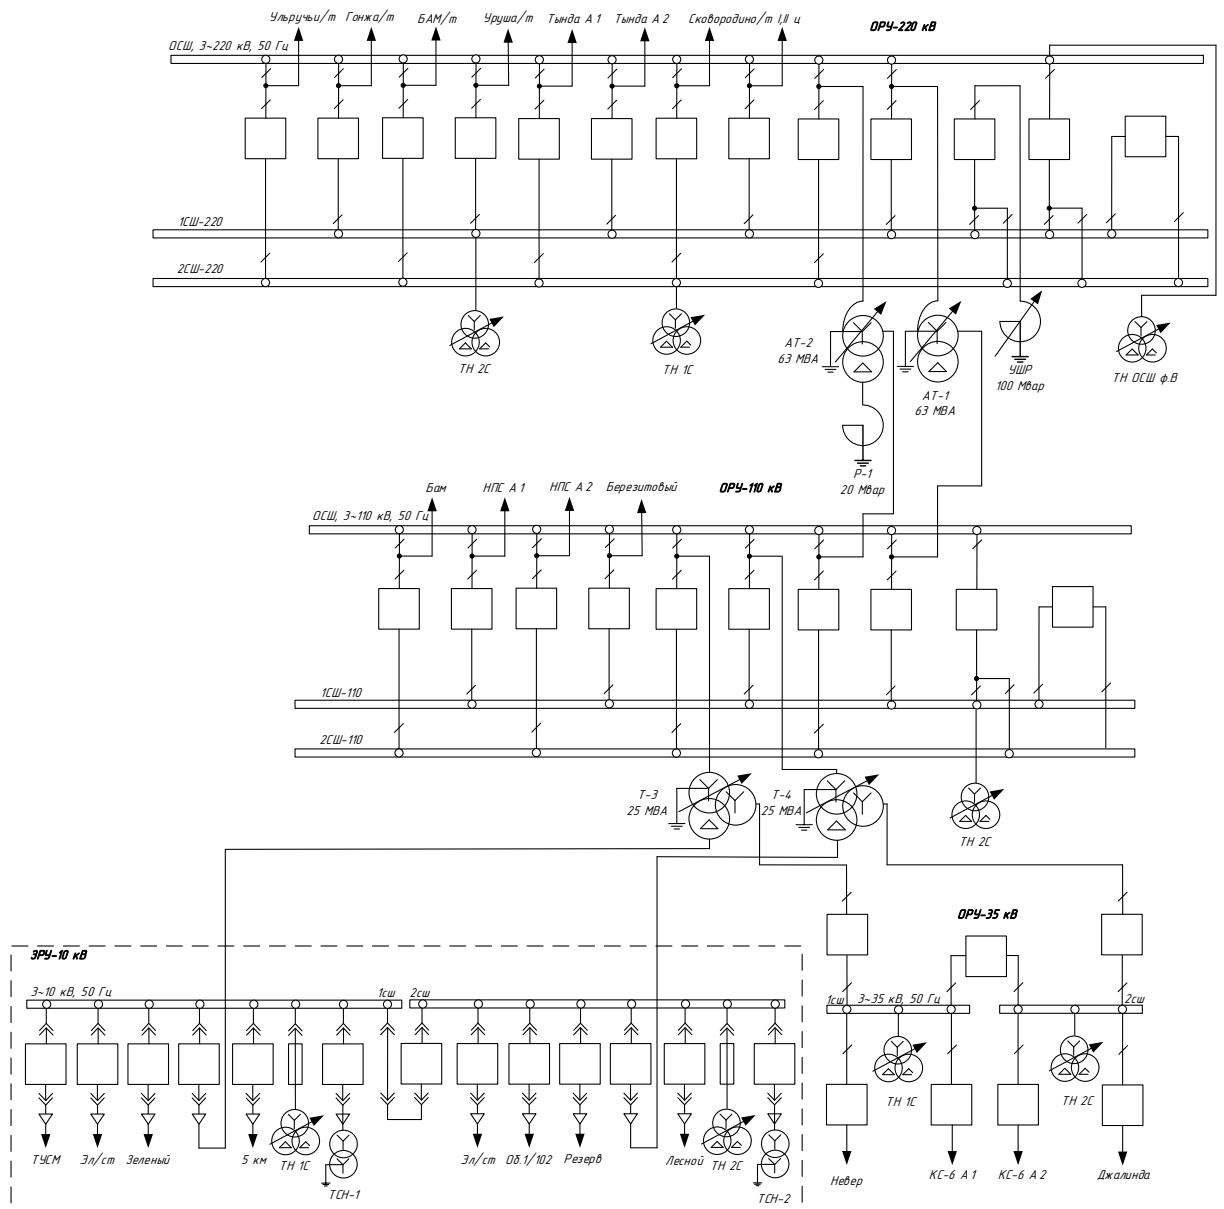 Ульручьи/т Гонжа/т БАМ/т Уруша/т Тында А 1 Тында А 2 Сковородино/т I,II ц
ОРУ-220 кВ
ОСШ, 3~220 кВ, 50 Гц
1СШ-220
2СШ-220
ТН 2С
ТН 1С
АТ-2
63 МВА
АТ-1
63 МВА
УШР
100 Мвар
ТН ОСШ ф.В
Р-1
20 Мвар
Бам
НПС А 1
НПС А 2
Березитовый
ОРУ-110 кВ
ОСШ, 3~110 кВ, 50 Гц
1СШ-110
2СШ-110
Т-3
25 МВА
Т-4
25 МВА
ТН 2С
ОРУ-35 кВ
1сш
3~35 кВ, 50 Гц
2сш
ТН 1С
ТН 2С
Невер
КС-6 А 1
КС-6 А 2
Джалинда
ЗРУ-10 кВ
3~10 кВ, 50 Гц
1сш
2сш
ТУСМ
Эл/ст
Зеленый
5 км
ТН 1С
ТСН-1
Эл/ст
Об.1/102
Резерв
Лесной
ТН 2С
ТСН-2